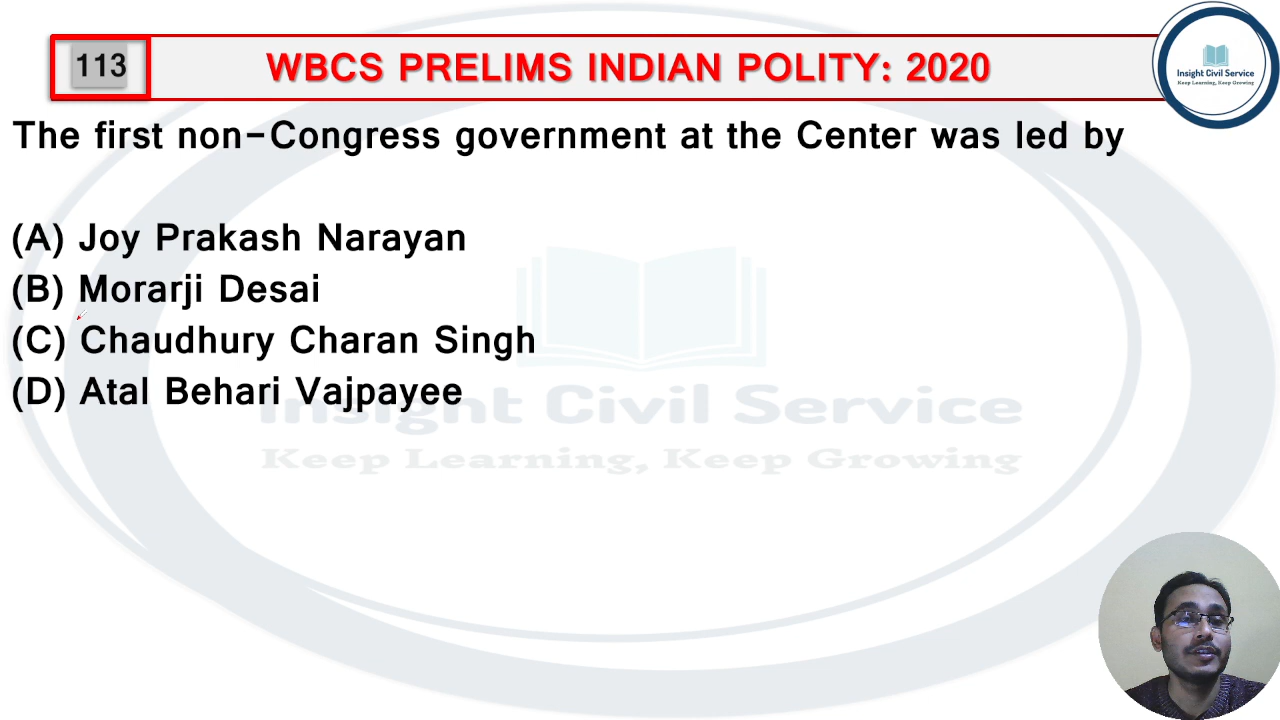 113
WBCS PRELIMS INDIAN POLITY: 2020
Insight Civil Service
Keep Learning, Keep Growing
The first non-Congress government at the Center was led by
(A) Joy Prakash Narayan
(B) Morarji Desai
(C) Chaudhury Charan Singh
(D) Atal Behari Vajpayee
Insight Civil Service
Keep Learning, Keep Growing